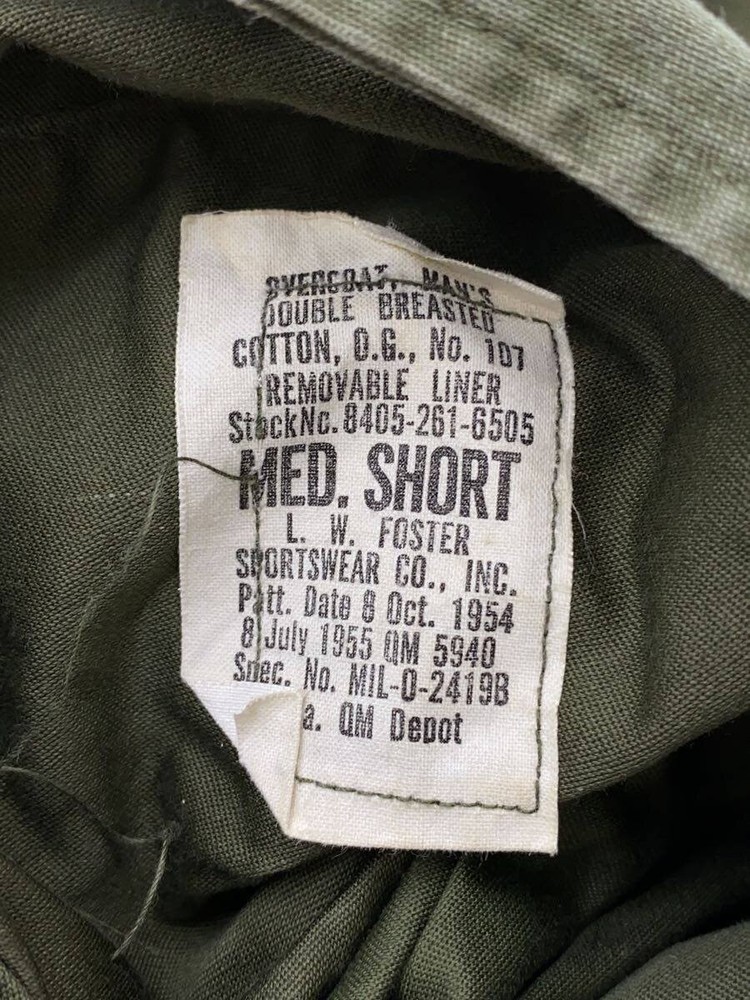 OVERCOAT, MAN'S
DOUBLE BREASTED
COTTON, O.G., No. 107
REMOVABLE LINER
Stock No. 8405-261-6505
MED. SHORT
L. W. FOSTER
SPORTSWEAR CO., INC.
Patt. Date 8 Oct. 1954
8 July 1955 QM 5940
Spec. No. MIL-O-2419B
a. QM Depot